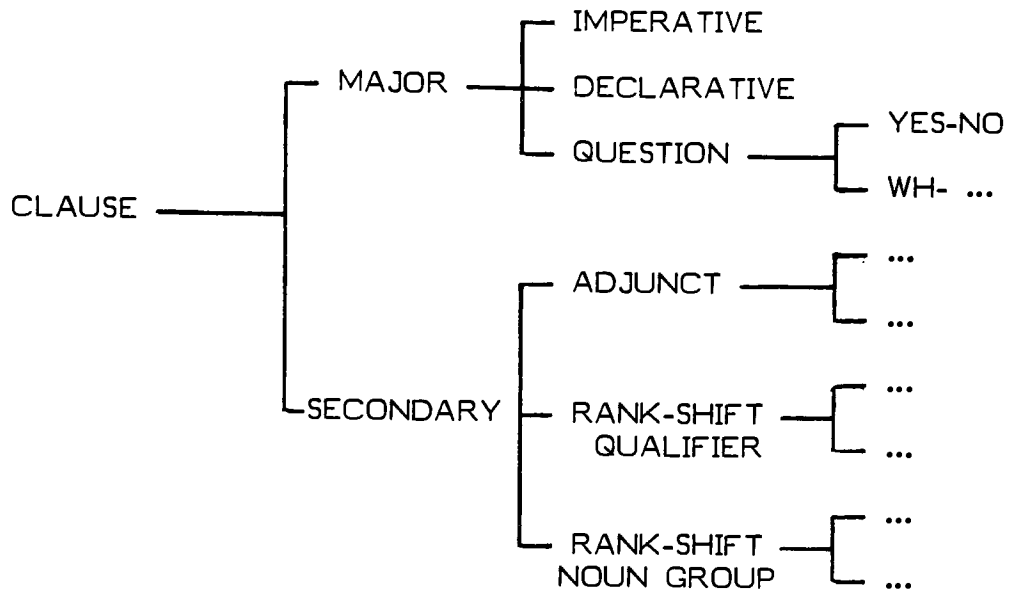 IMPERATIVE
MAJOR
DECLARATIVE
YES-NO
QUESTION
WH- ...
CLAUSE
...
ADJUNCT
...
...
SECONDARY
RANK-SHIFT
QUALIFIER
...
...
RANK-SHIFT
NOUN GROUP
...